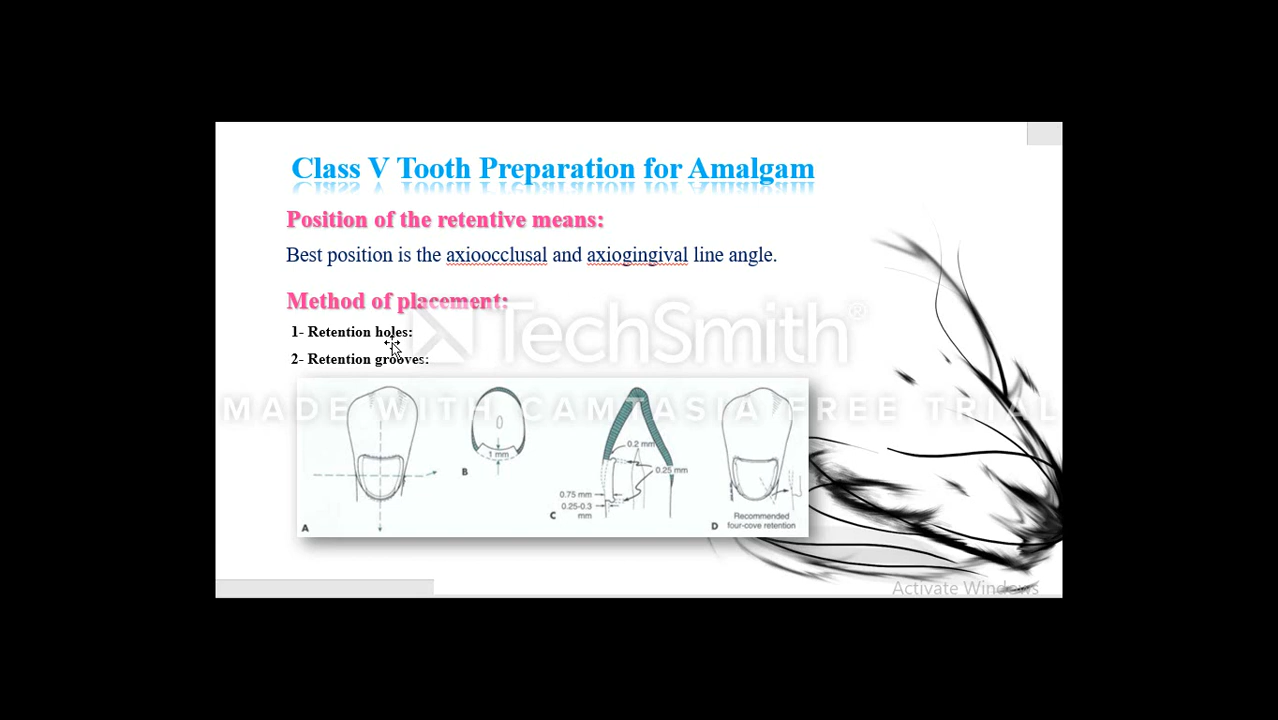 Class V Tooth Preparation for Amalgam
Position of the retentive means:
Best position is the axioocclusal and axiogingival line angle.
Method of placement:
1- Retention holes:
2- Retention grooves:
TechSmith®
MADE WITH CAMTASIA FREE TRIAL
A
B
1 mm
C
0.2 mm
0.25 mm
0.75 mm
0.25-0.3
mm
D
Recommended
four-cove retention
Activate Windows